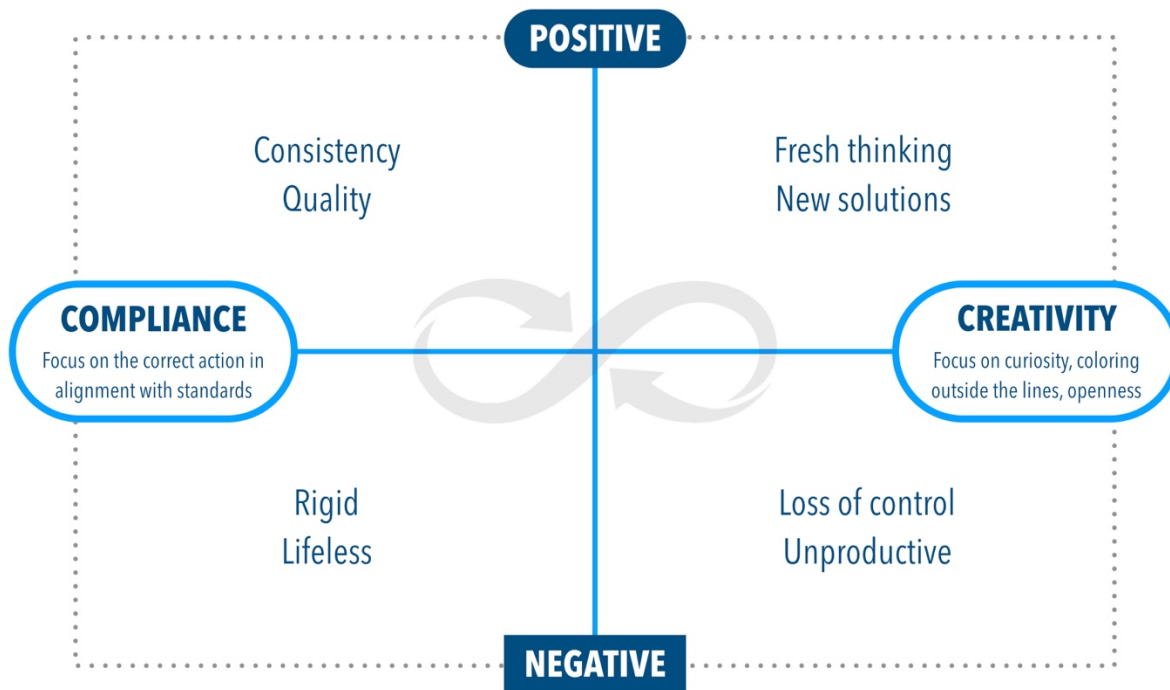 POSITIVE
Consistency
Quality
Fresh thinking
New solutions
COMPLIANCE
Focus on the correct action in
alignment with standards
CREATIVITY
Focus on curiosity, coloring
outside the lines, openness
Rigid
Lifeless
Loss of control
Unproductive
NEGATIVE